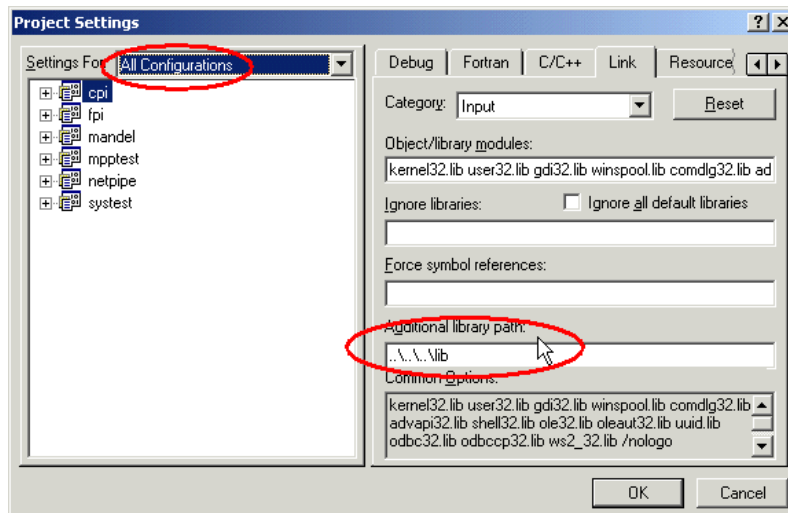 Project Settings
Settings For: All Configurations
cpi
fpi
mandel
mpptest
netpipe
systest
Debug Fortran C/C++ Link Resource
Category: Input Reset
Object/library modules:
kernel32.lib user32.lib gdi32.lib winspool.lib comdlg32.lib ad
Ignore libraries: Ignore all default libraries
Force symbol references:
Additional library path:
..\..\..\lib
Common Options:
kernel32.lib user32.lib gdi32.lib winspool.lib comdlg32.lib
advapi32.lib shell32.lib ole32.lib oleaut32.lib uuid.lib
odbc32.lib odbccp32.lib ws2_32.lib /nologo
OK Cancel